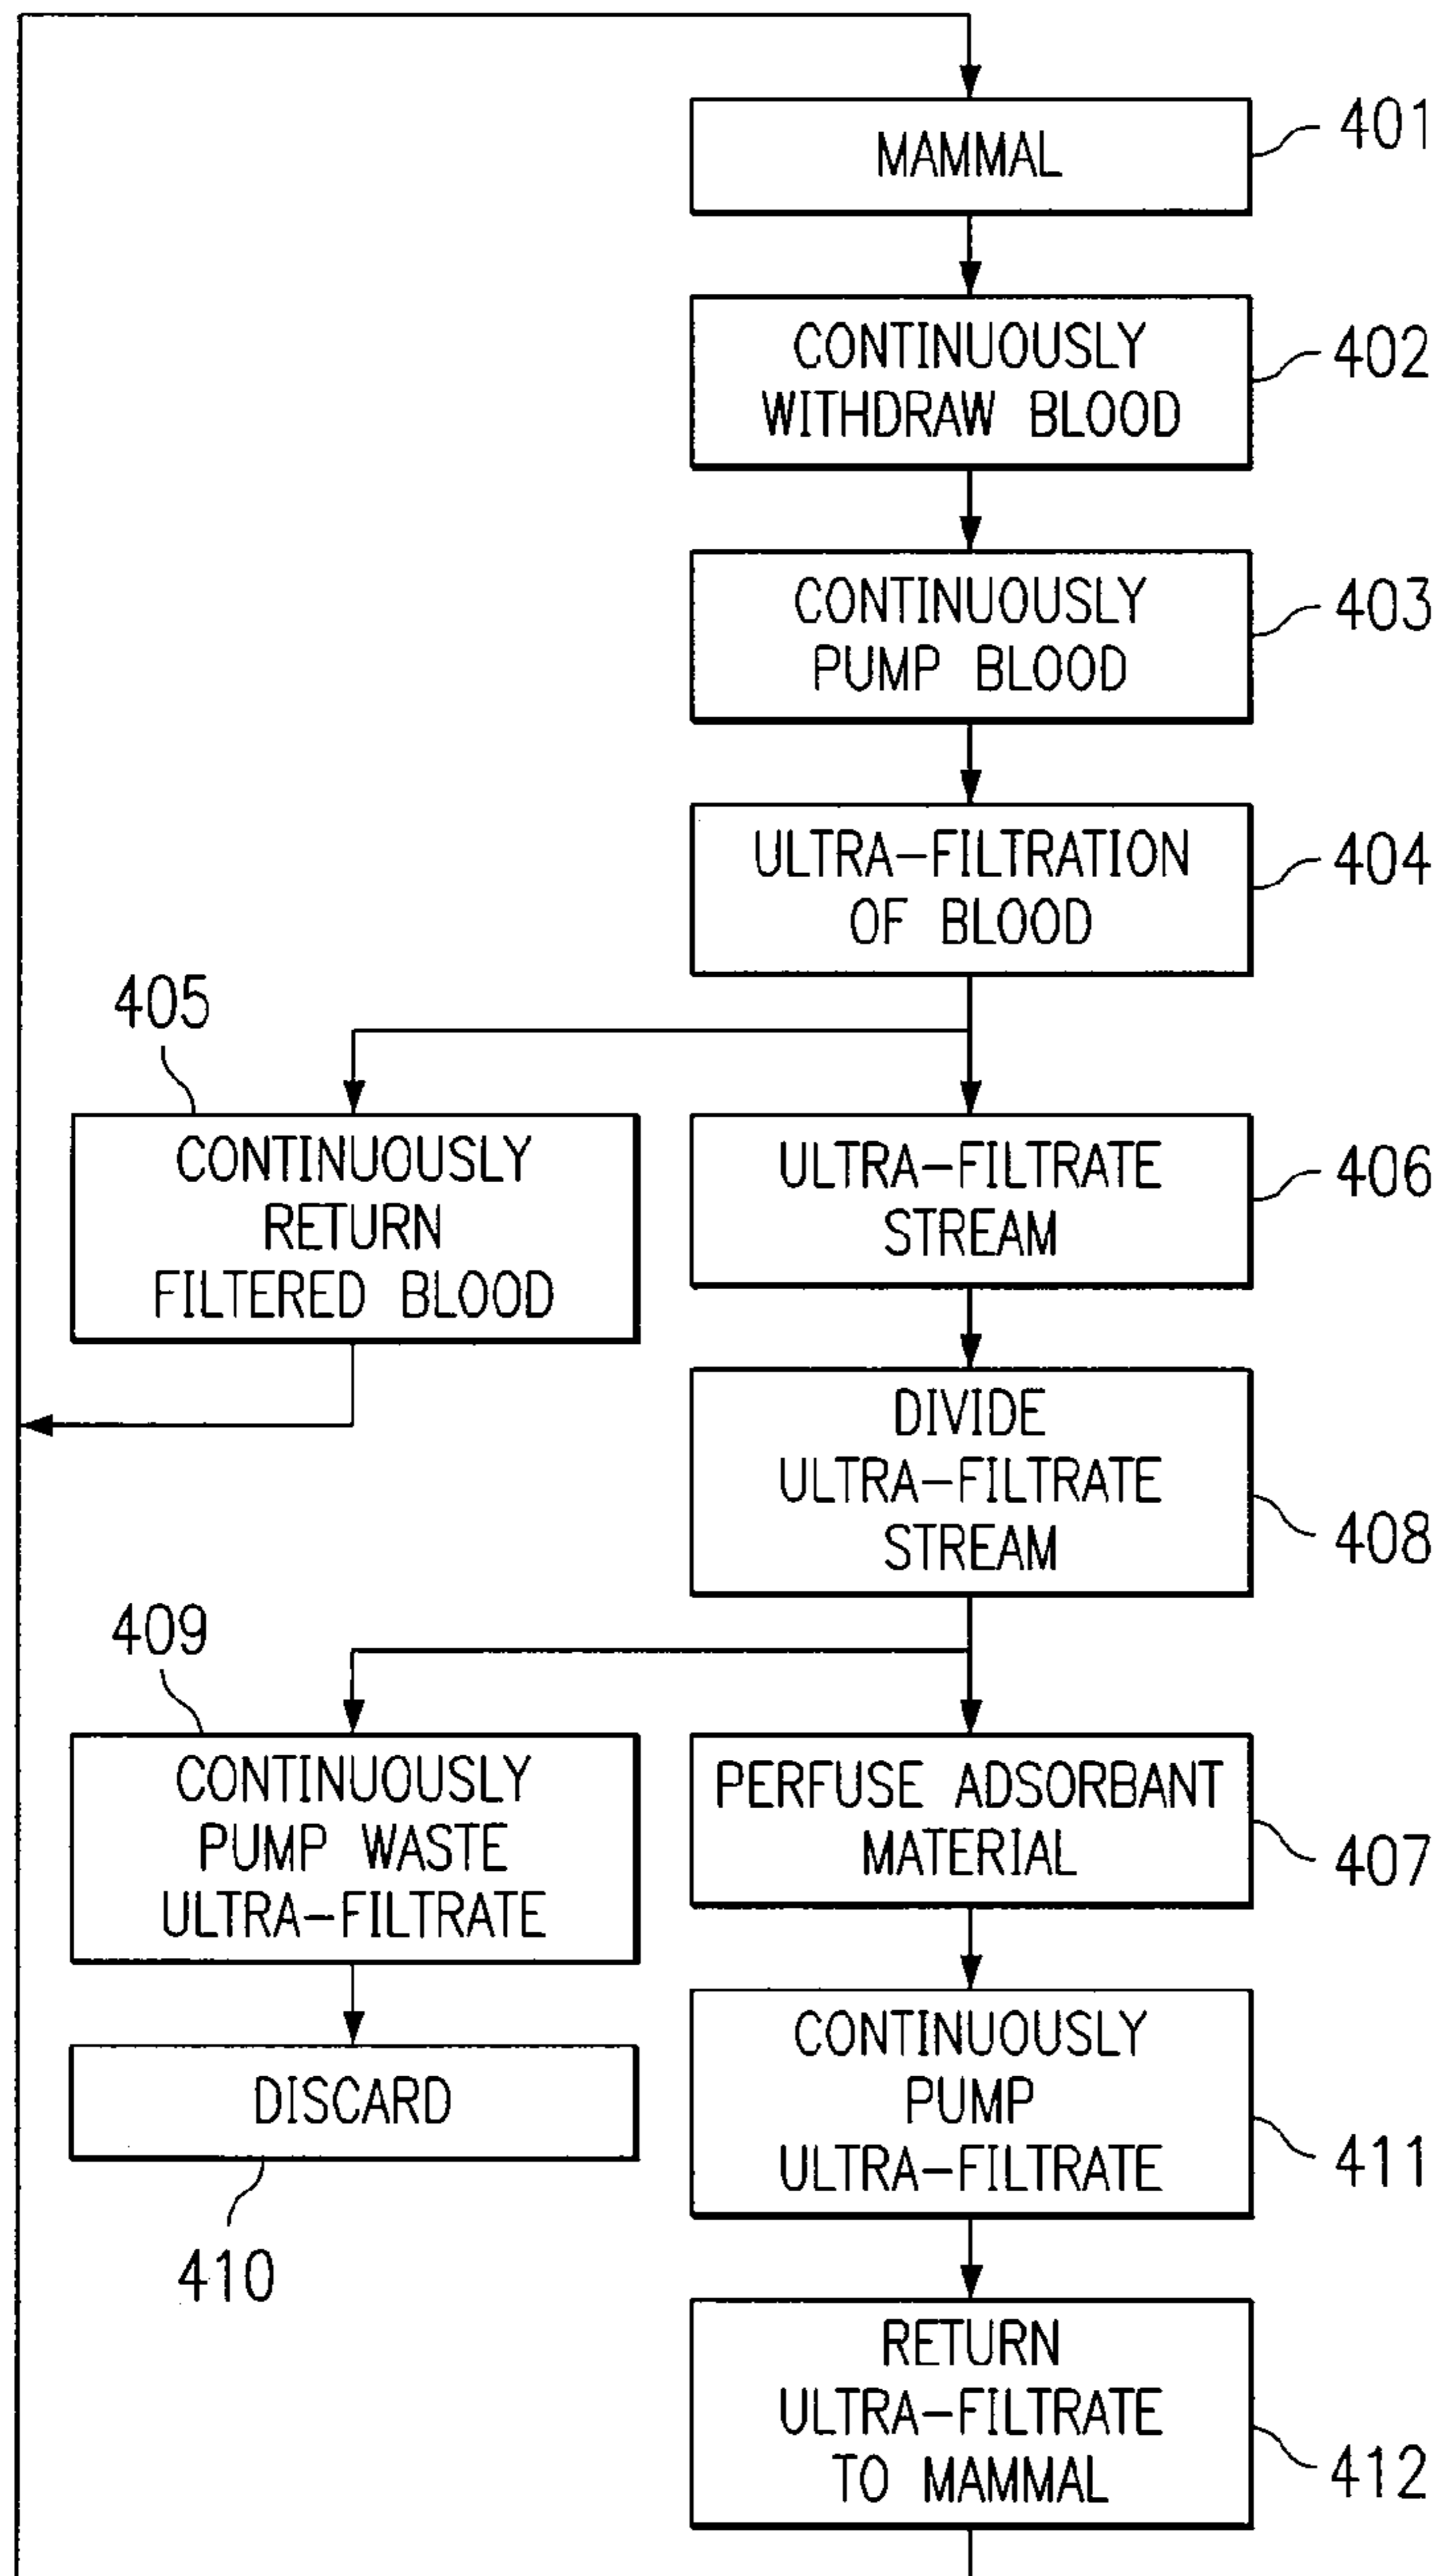 MAMMAL
401
CONTINUOUSLY
WITHDRAW BLOOD
402
CONTINUOUSLY
PUMP BLOOD
403
ULTRA-FILTRATION
OF BLOOD
404
405
CONTINUOUSLY
RETURN
FILTERED BLOOD
ULTRA-FILTRATE
STREAM
406
DIVIDE
ULTRA-FILTRATE
STREAM
408
409
CONTINUOUSLY
PUMP WASTE
ULTRA-FILTRATE
PERFUSE ADSORBANT
MATERIAL
407
DISCARD
410
CONTINUOUSLY
PUMP
ULTRA-FILTRATE
411
RETURN
ULTRA-FILTRATE
TO MAMMAL
412